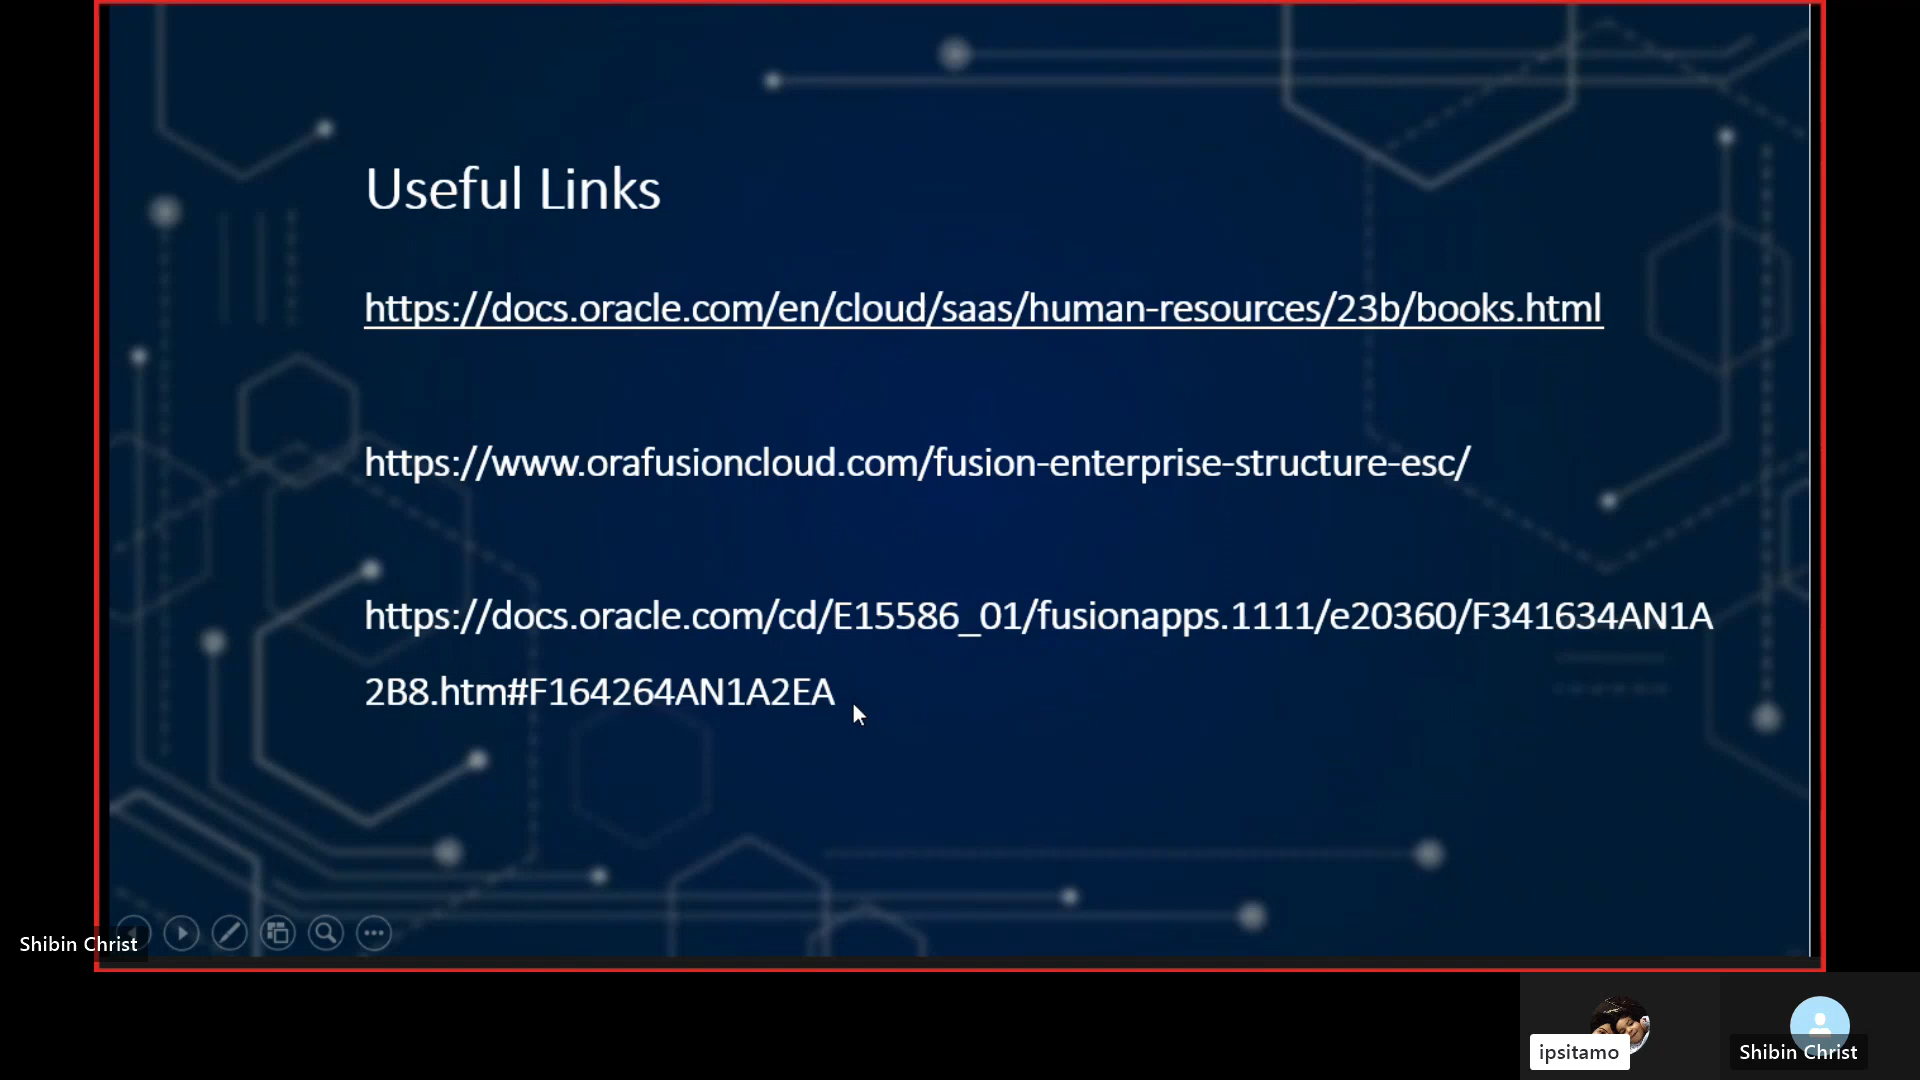 Useful Links
https://docs.oracle.com/en/cloud/saas/human-resources/23b/books.html
https://www.orafusioncloud.com/fusion-enterprise-structure-esc/
https://docs.oracle.com/cd/E15586_01/fusionapps.1111/e20360/F341634AN1A
2B8.htm#F164264AN1A2EA
Shibin Christ
ipsitamo
Shibin Christ